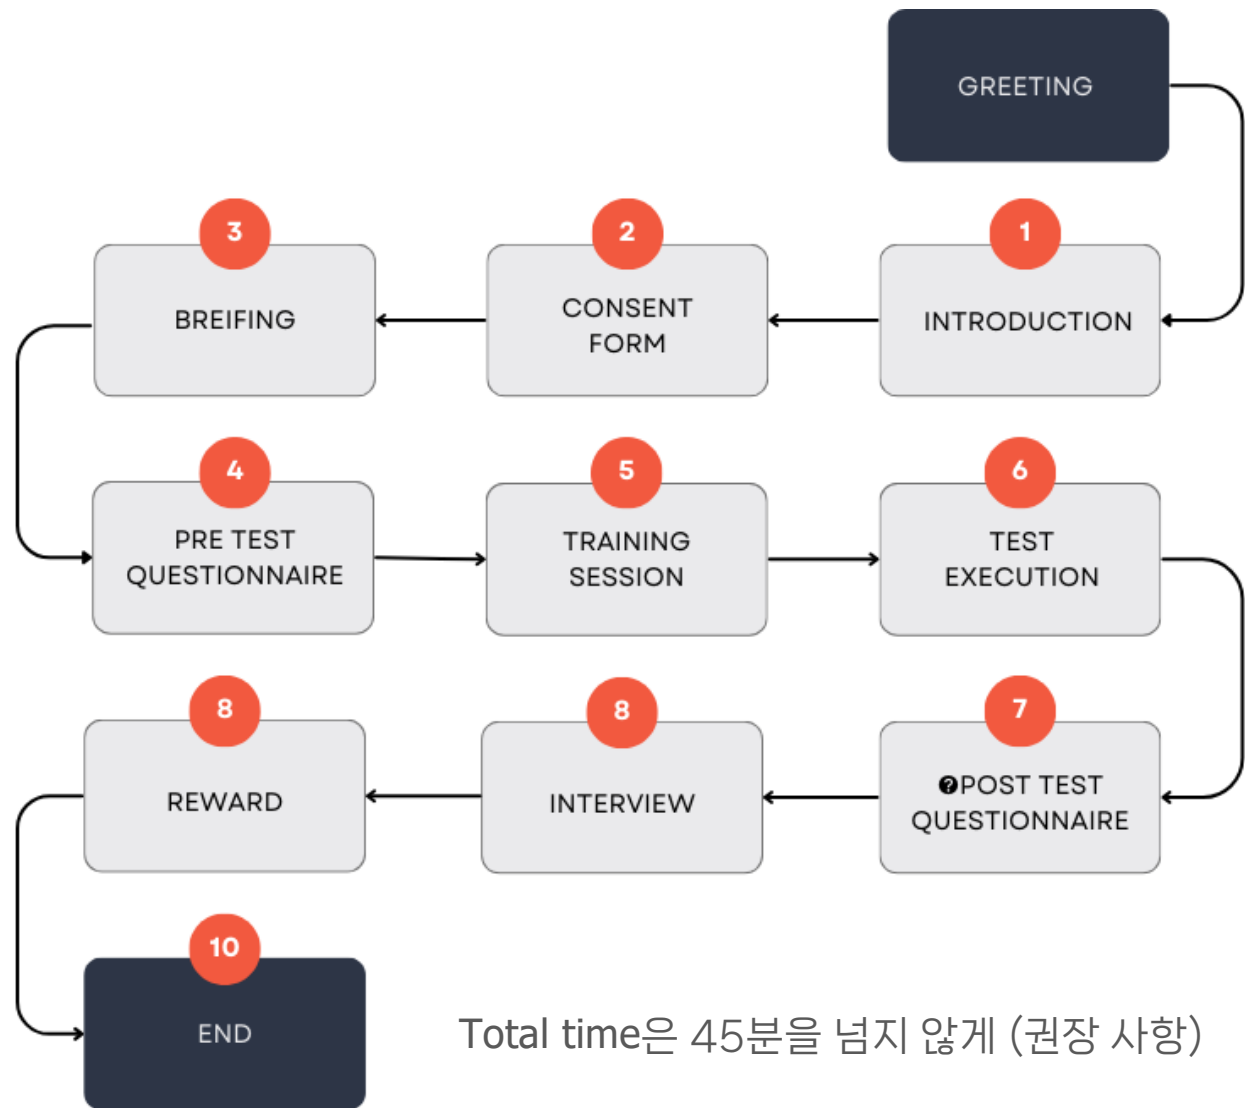 GREETING
1
INTRODUCTION
2
CONSENT
FORM
3
BREIFING
4
PRE TEST
QUESTIONNAIRE
5
TRAINING
SESSION
6
TEST
EXECUTION
7
❓POST TEST
QUESTIONNAIRE
8
INTERVIEW
8
REWARD
10
END
Total time은 45분을 넘지 않게 (권장 사항)